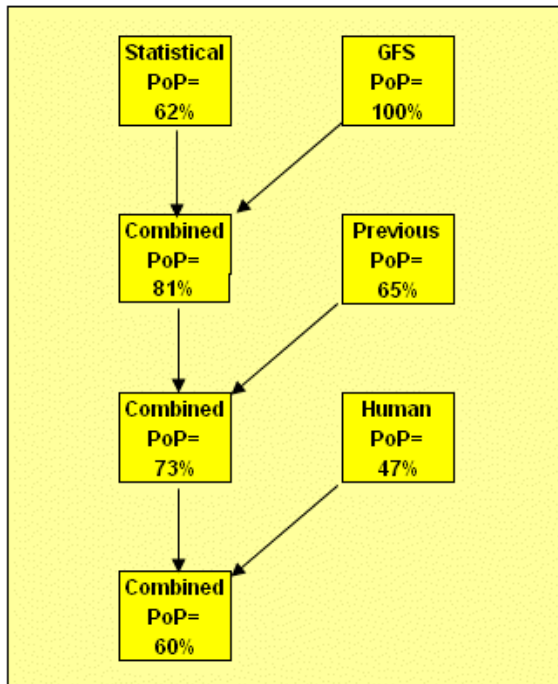 Statistical
PoP=
62%
GFS
PoP=
100%
Combined
PoP=
81%
Previous
PoP=
65%
Combined
PoP=
73%
Human
PoP=
47%
Combined
PoP=
60%